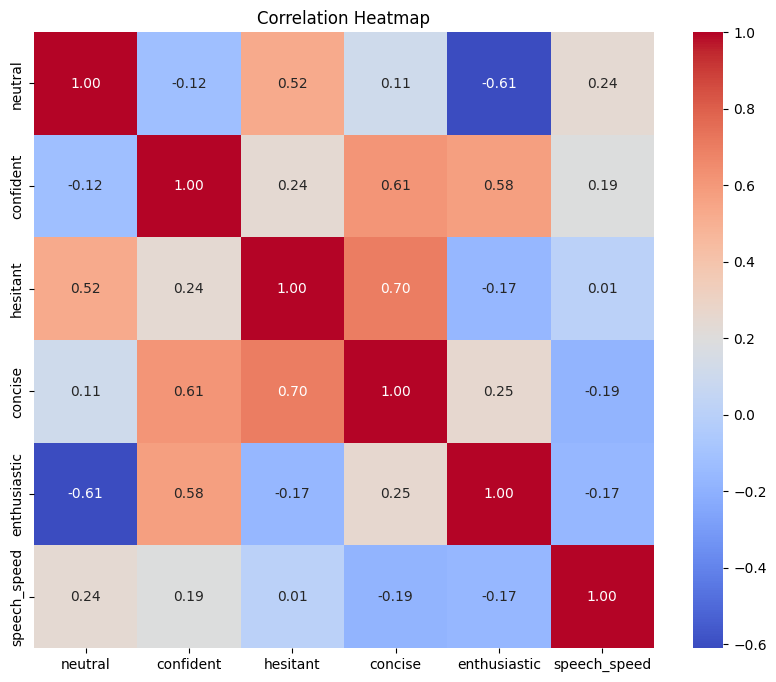 Correlation Heatmap
neutral 1.00 -0.12 0.52 0.11 -0.61 0.24
confident -0.12 1.00 0.24 0.61 0.58 0.19
hesitant 0.52 0.24 1.00 0.70 -0.17 0.01
concise 0.11 0.61 0.70 1.00 0.25 -0.19
enthusiastic -0.61 0.58 -0.17 0.25 1.00 -0.17
speech_speed 0.24 0.19 0.01 -0.19 -0.17 1.00
neutral confident hesitant concise enthusiastic speech_speed
1.0
0.8
0.6
0.4
0.2
0.0
−0.2
−0.4
−0.6